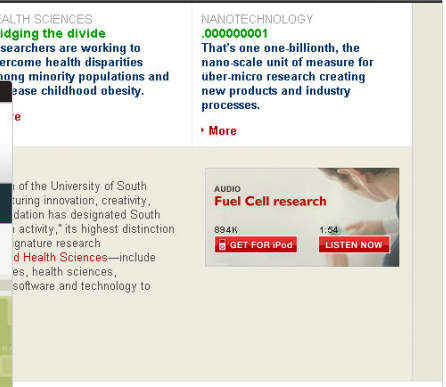 HEALTH SCIENCES
idging the divide
searchers are working to
ercome health disparities
ong minority populations and
ease childhood obesity.
re
NANOTECHNOLOGY
.000000001
That's one one-billionth, the
nano-scale unit of measure for
über-micro research creating
new products and industry
processes.
More
of the University of South
turing innovation, creativity,
dation has designated South
activity," its highest distinction
ignature research
d Health Sciences—include
es, health sciences,
software and technology to
AUDIO
Fuel Cell research
894K
1:54
GET FOR iPod
LISTEN NOW